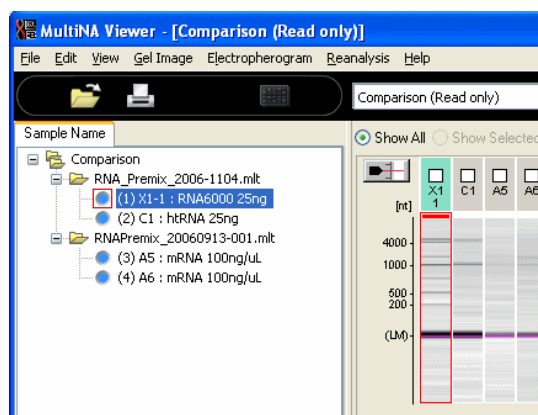 MultiNA Viewer - [Comparison (Read only)]
File Edit View Gel Image Electropherogram Reanalysis Help
Comparison (Read only)
Sample Name
Show All Show Selected
Comparison
RNA_Premix_2006-1104.mlt
(1) X1-1 : RNA6000 25ng
(2) C1 : htRNA 25ng
RNAPremix_20060913-001.mlt
(3) A5 : mRNA 100ng/uL
(4) A6 : mRNA 100ng/uL
X1 1 C1 A5 A6
[nt]
4000
1000
500
200
(LM)